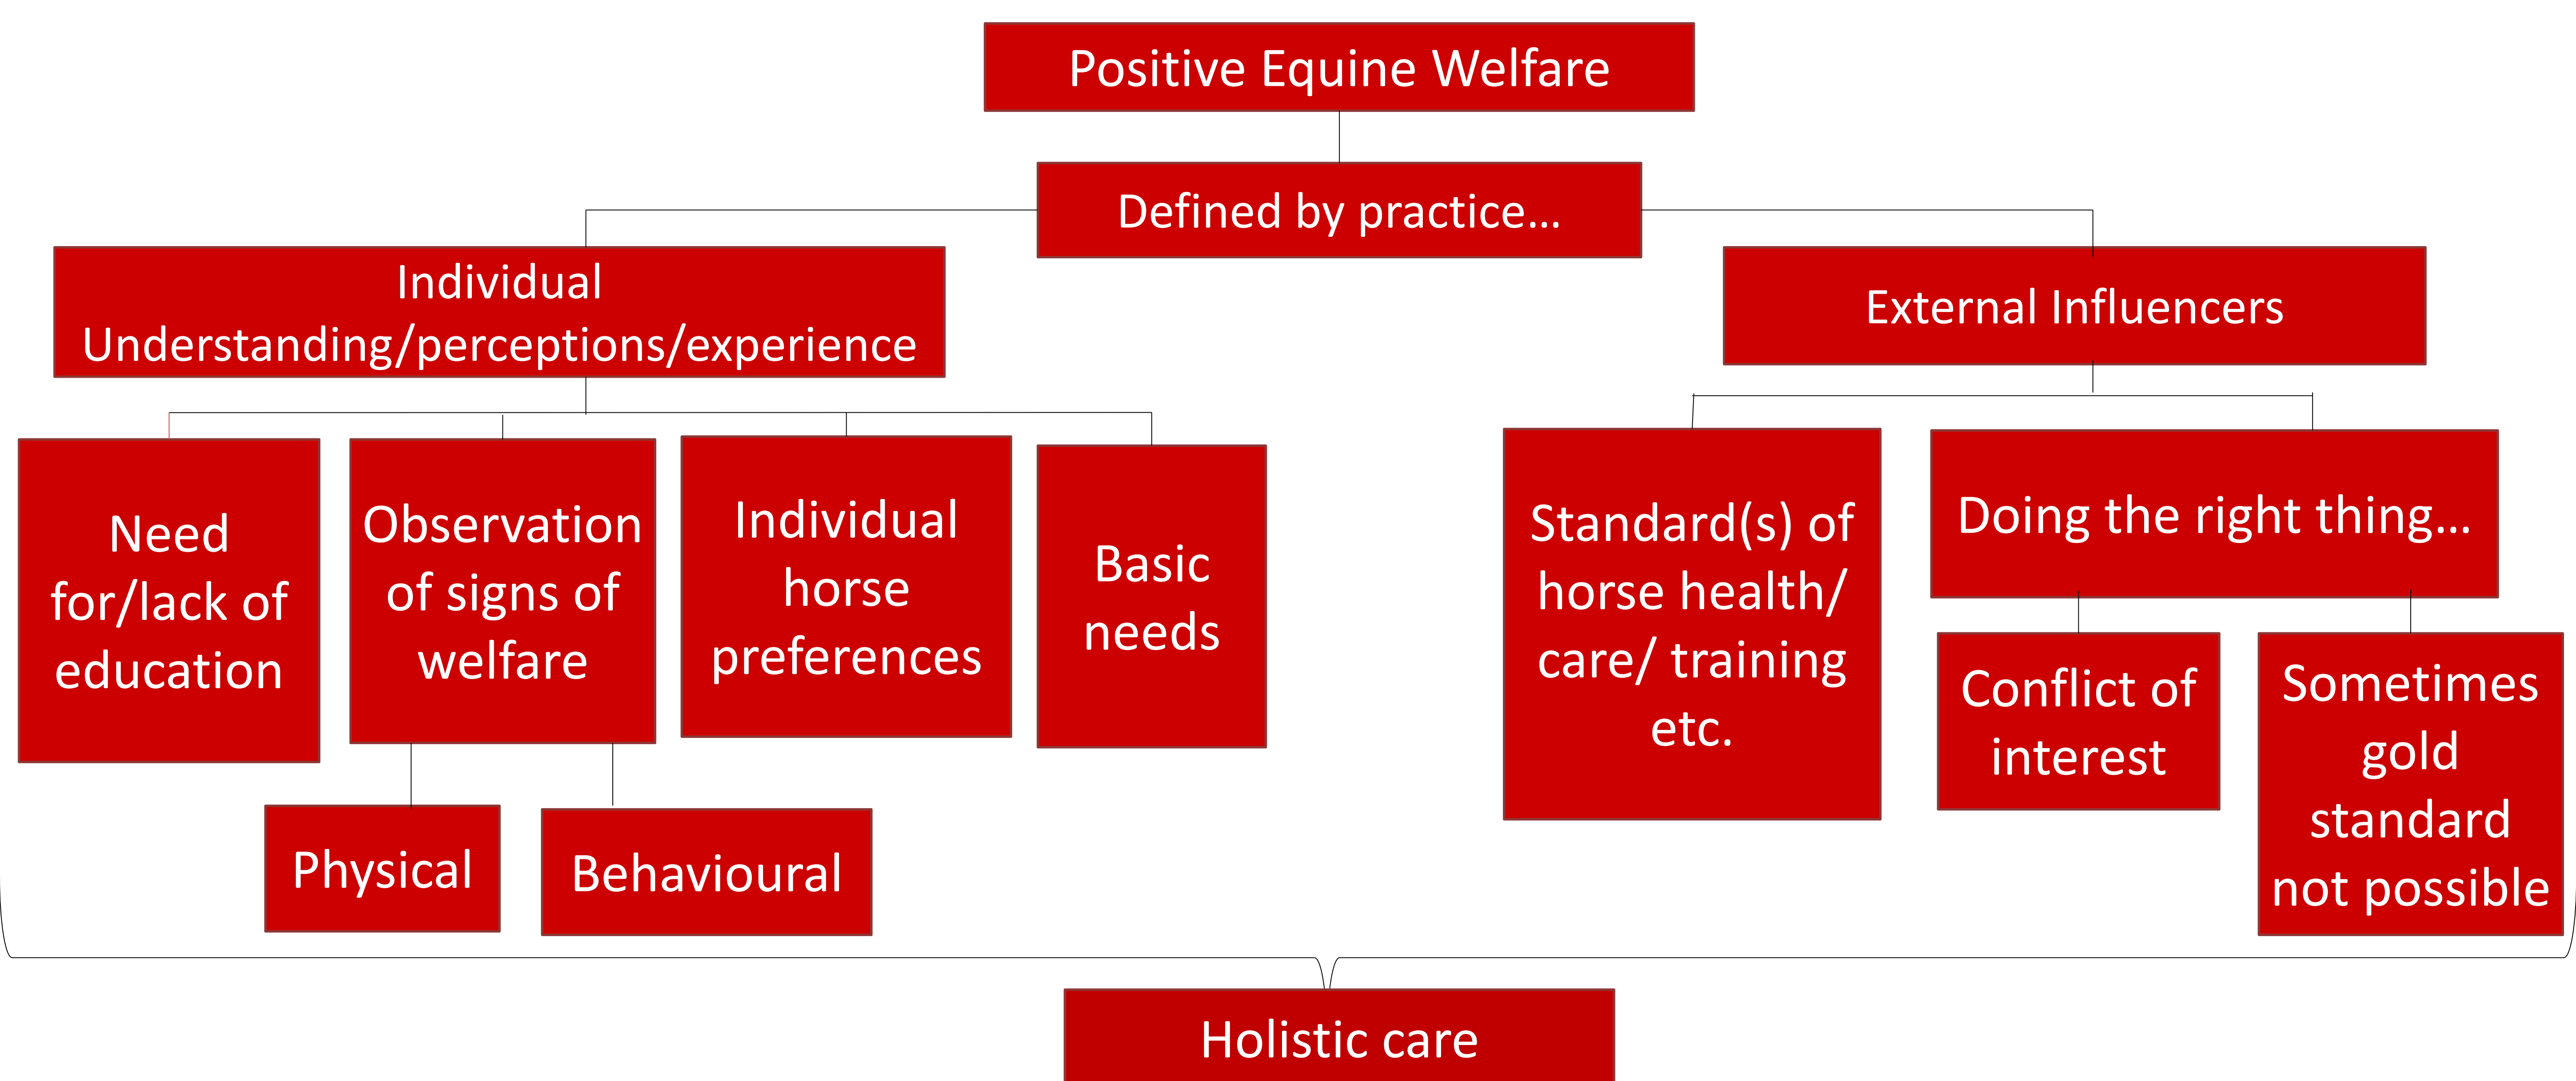 Positive Equine Welfare
Defined by practice...
Individual
Understanding/perceptions/experience
External Influencers
Need
for/lack of
education
Observation
of signs of
welfare
Individual
horse
preferences
Basic
needs
Standard(s) of
horse health/
care/ training
etc.
Doing the right thing...
Physical
Behavioural
Conflict of
interest
Sometimes
gold
standard
not possible
Holistic care